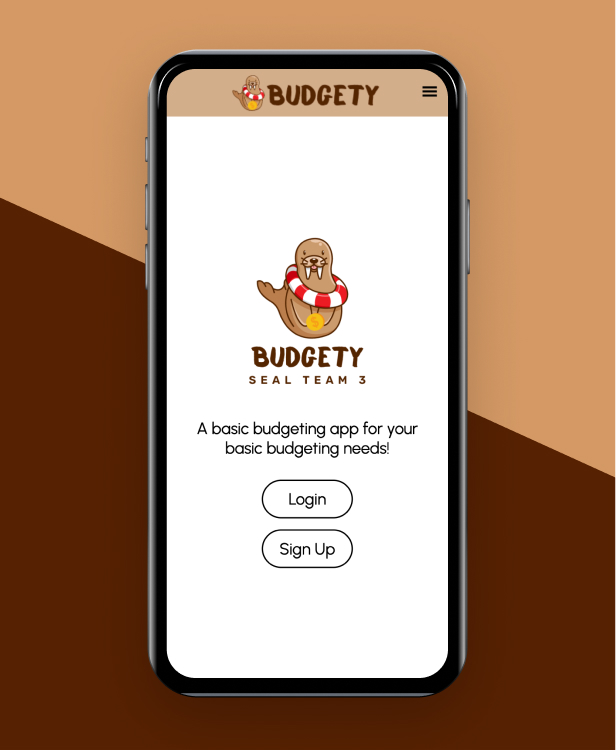 BUDGETY
BUDGETY
SEAL TEAM 3
A basic budgeting app for your
basic budgeting needs!
Login
Sign Up